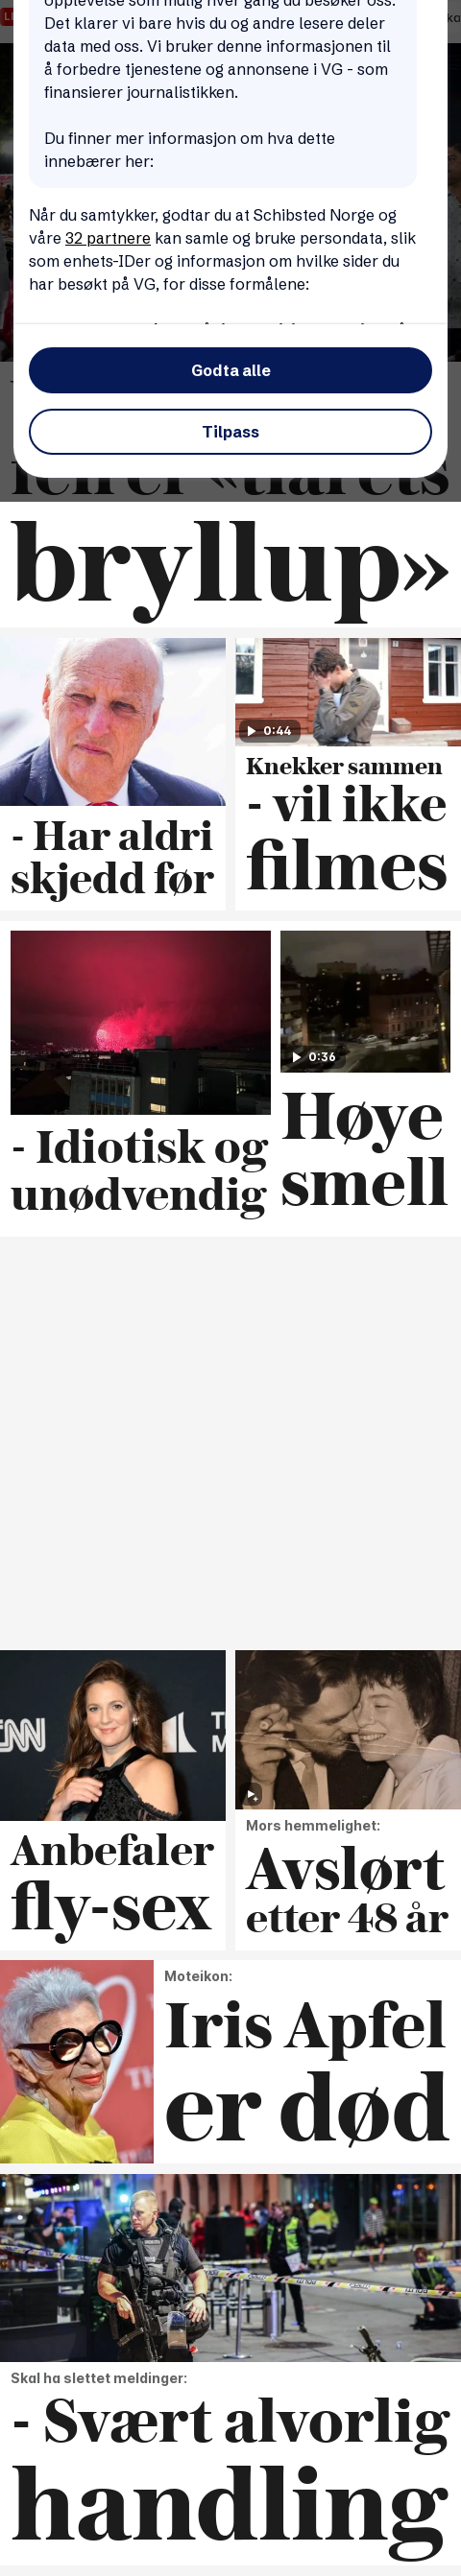 opplevelse som mulig hver gang du besøker oss.
Det klarer vi bare hvis du og andre lesere deler
data med oss. Vi bruker denne informasjonen til
å forbedre tjenestene og annonsene i VG - som
finansierer journalistikken.
Du finner mer informasjon om hva dette
innebærer her:
Når du samtykker, godtar du at Schibsted Norge og
våre 32 partnere kan samle og bruke persondata, slik
som enhets-IDer og informasjon om hvilke sider du
har besøkt på VG, for disse formålene:
Godta alle
Tilpass
bryllup»
0:44
Knekker sammen
- Har aldri
skjedd før
- vil ikke
filmes
0:36
- Idiotisk og
unødvendig
Høye
smell
CNN
Anbefaler
fly-sex
Mors hemmelighet:
Avslørt
etter 48 år
Moteikon:
Iris Apfel
er død
Skal ha slettet meldinger:
- Svært alvorlig
handling